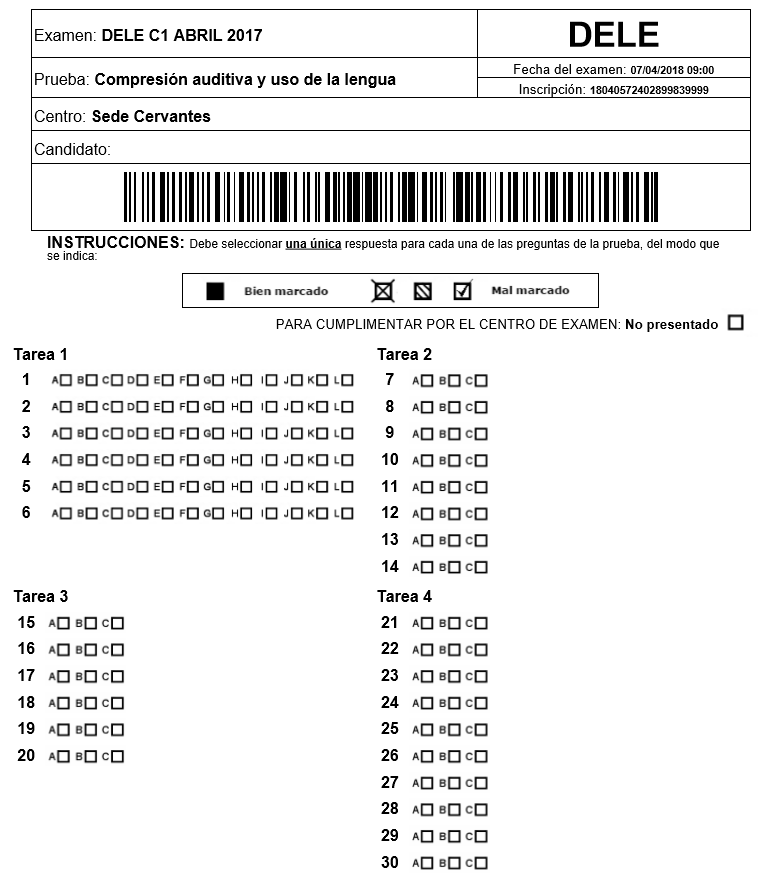 Examen: DELE C1 ABRIL 2017
DELE
Prueba: Compresión auditiva y uso de la lengua
Fecha del examen: 07/04/2018 09:00
Inscripción: 18040572402899839999
Centro: Sede Cervantes
Candidato:
INSTRUCCIONES: Debe seleccionar una única respuesta para cada una de las preguntas de la prueba, del modo que
se indica:
Bien marcado Mal marcado
PARA CUMPLIMENTAR POR EL CENTRO DE EXAMEN: No presentado
Tarea 1
1 A B C D E F G H I J K L
2 A B C D E F G H I J K L
3 A B C D E F G H I J K L
4 A B C D E F G H I J K L
5 A B C D E F G H I J K L
6 A B C D E F G H I J K L
Tarea 2
7 A B C
8 A B C
9 A B C
10 A B C
11 A B C
12 A B C
13 A B C
14 A B C
Tarea 3
15 A B C
16 A B C
17 A B C
18 A B C
19 A B C
20 A B C
Tarea 4
21 A B C
22 A B C
23 A B C
24 A B C
25 A B C
26 A B C
27 A B C
28 A B C
29 A B C
30 A B C